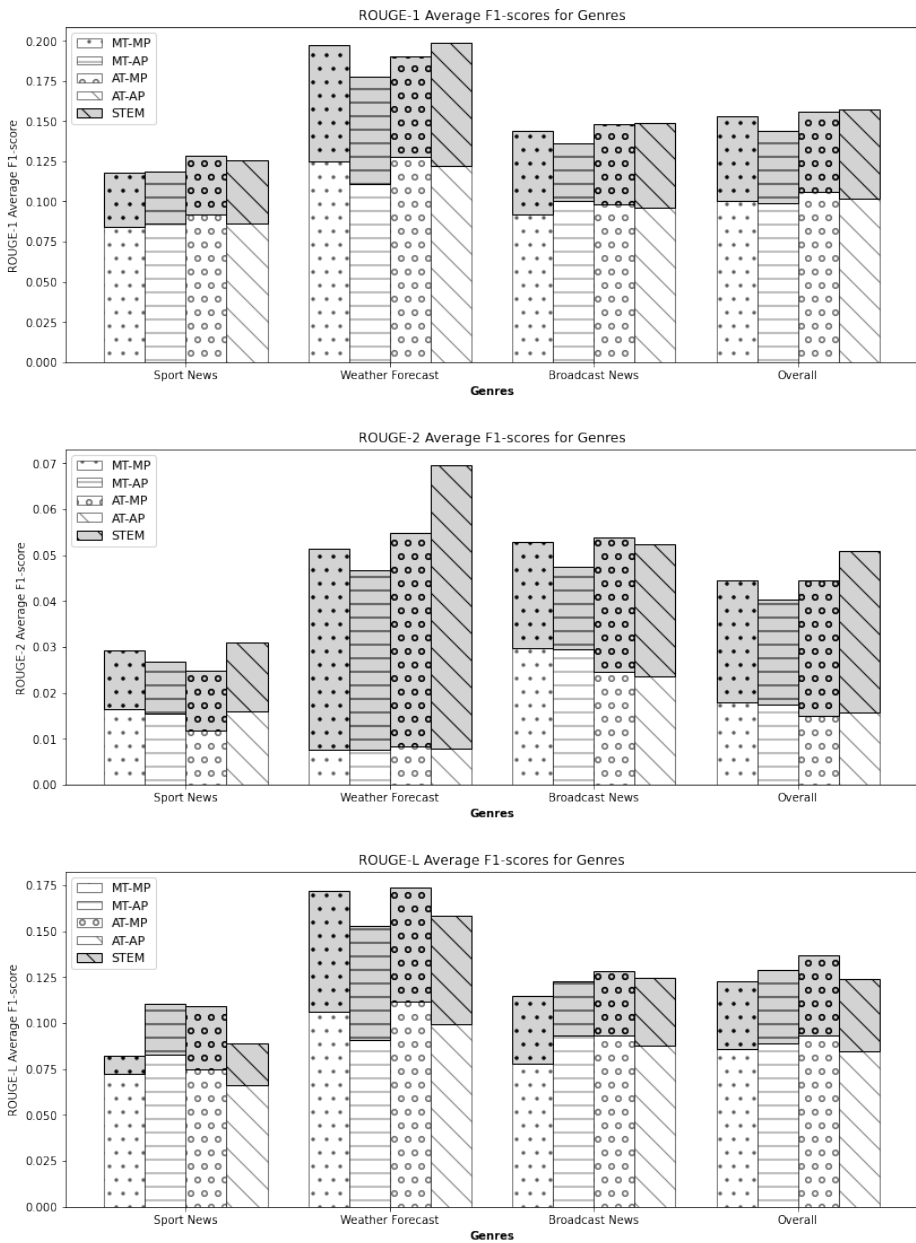 ROUGE-1 Average F1-scores for Genres
MT-MP
MT-AP
AT-MP
AT-AP
STEM
ROUGE-1 Average F1-score
0.200
0.175
0.150
0.125
0.100
0.075
0.050
0.025
0.000
Sport News Weather Forecast Broadcast News Overall
Genres
ROUGE-2 Average F1-scores for Genres
MT-MP
MT-AP
AT-MP
AT-AP
STEM
ROUGE-2 Average F1-score
0.07
0.06
0.05
0.04
0.03
0.02
0.01
0.00
Sport News Weather Forecast Broadcast News Overall
Genres
ROUGE-L Average F1-scores for Genres
MT-MP
MT-AP
AT-MP
AT-AP
STEM
ROUGE-L Average F1-score
0.175
0.150
0.125
0.100
0.075
0.050
0.025
0.000
Sport News Weather Forecast Broadcast News Overall
Genres